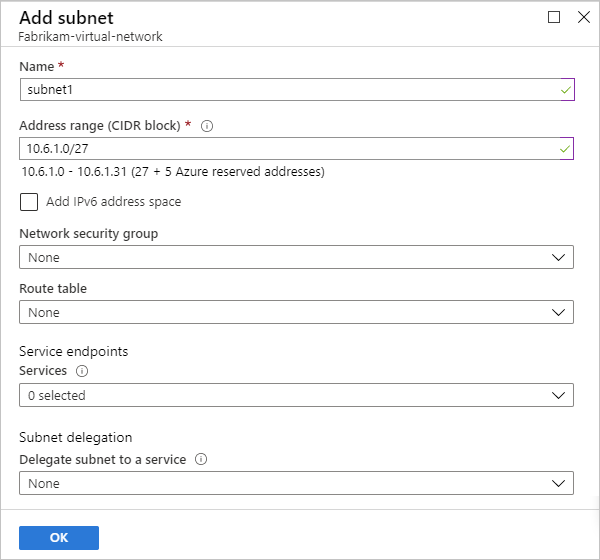 Add subnet
Fabrikam-virtual-network
Name *
subnet1
Address range (CIDR block) *
10.6.1.0/27
10.6.1.0 - 10.6.1.31 (27 + 5 Azure reserved addresses)
Add IPv6 address space
Network security group
None
Route table
None
Service endpoints
Services
0 selected
Subnet delegation
Delegate subnet to a service
None
OK